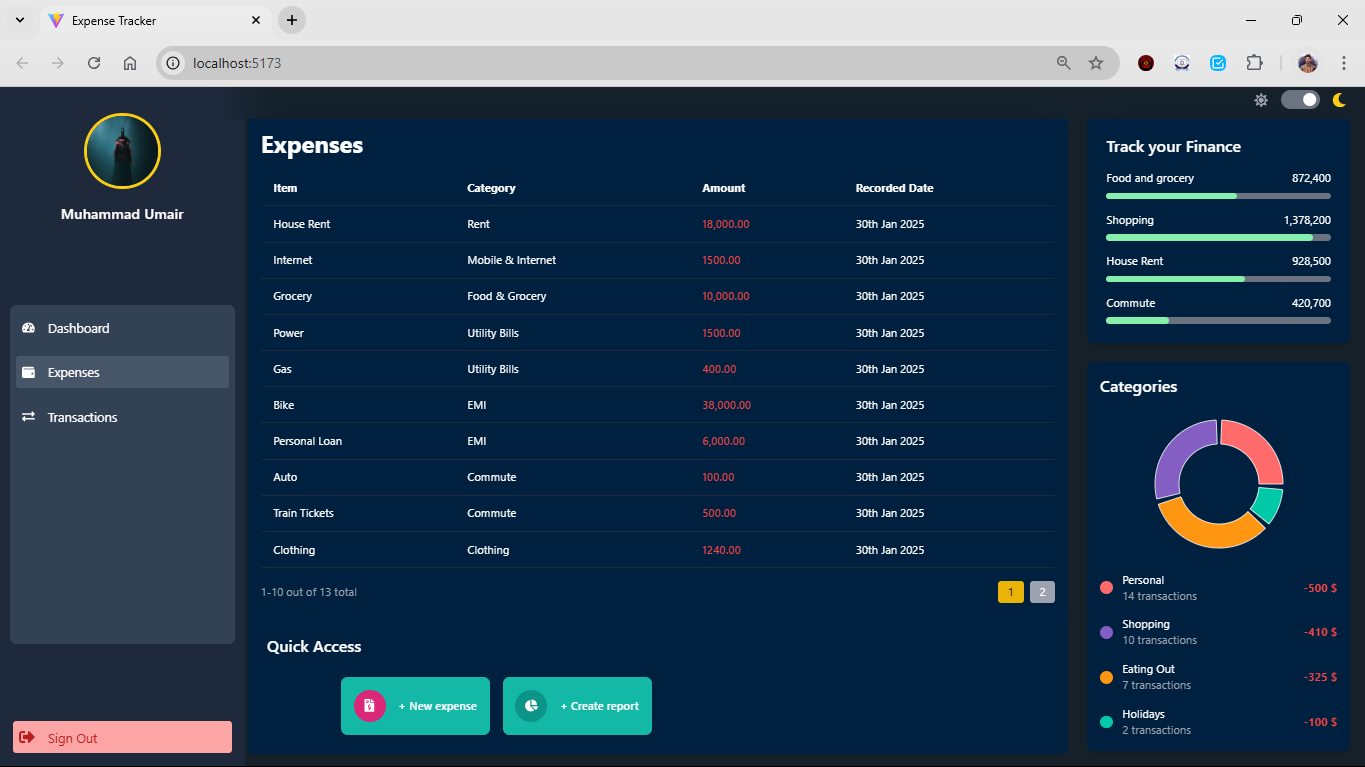 Expense Tracker
localhost:5173
Muhammad Umair
Dashboard
Expenses
Transactions
Sign Out
Expenses
Item Category Amount Recorded Date
House Rent Rent 18,000.00 30th Jan 2025
Internet Mobile & Internet 1500.00 30th Jan 2025
Grocery Food & Grocery 10,000.00 30th Jan 2025
Power Utility Bills 1500.00 30th Jan 2025
Gas Utility Bills 400.00 30th Jan 2025
Bike EMI 38,000.00 30th Jan 2025
Personal Loan EMI 6,000.00 30th Jan 2025
Auto Commute 100.00 30th Jan 2025
Train Tickets Commute 500.00 30th Jan 2025
Clothing Clothing 1240.00 30th Jan 2025
1-10 out of 13 total 1 2
Quick Access
+ New expense + Create report
Track your Finance
Food and grocery 872,400
Shopping 1,378,200
House Rent 928,500
Commute 420,700
Categories
Personal
14 transactions -500 $
Shopping
10 transactions -410 $
Eating Out
7 transactions -325 $
Holidays
2 transactions -100 $